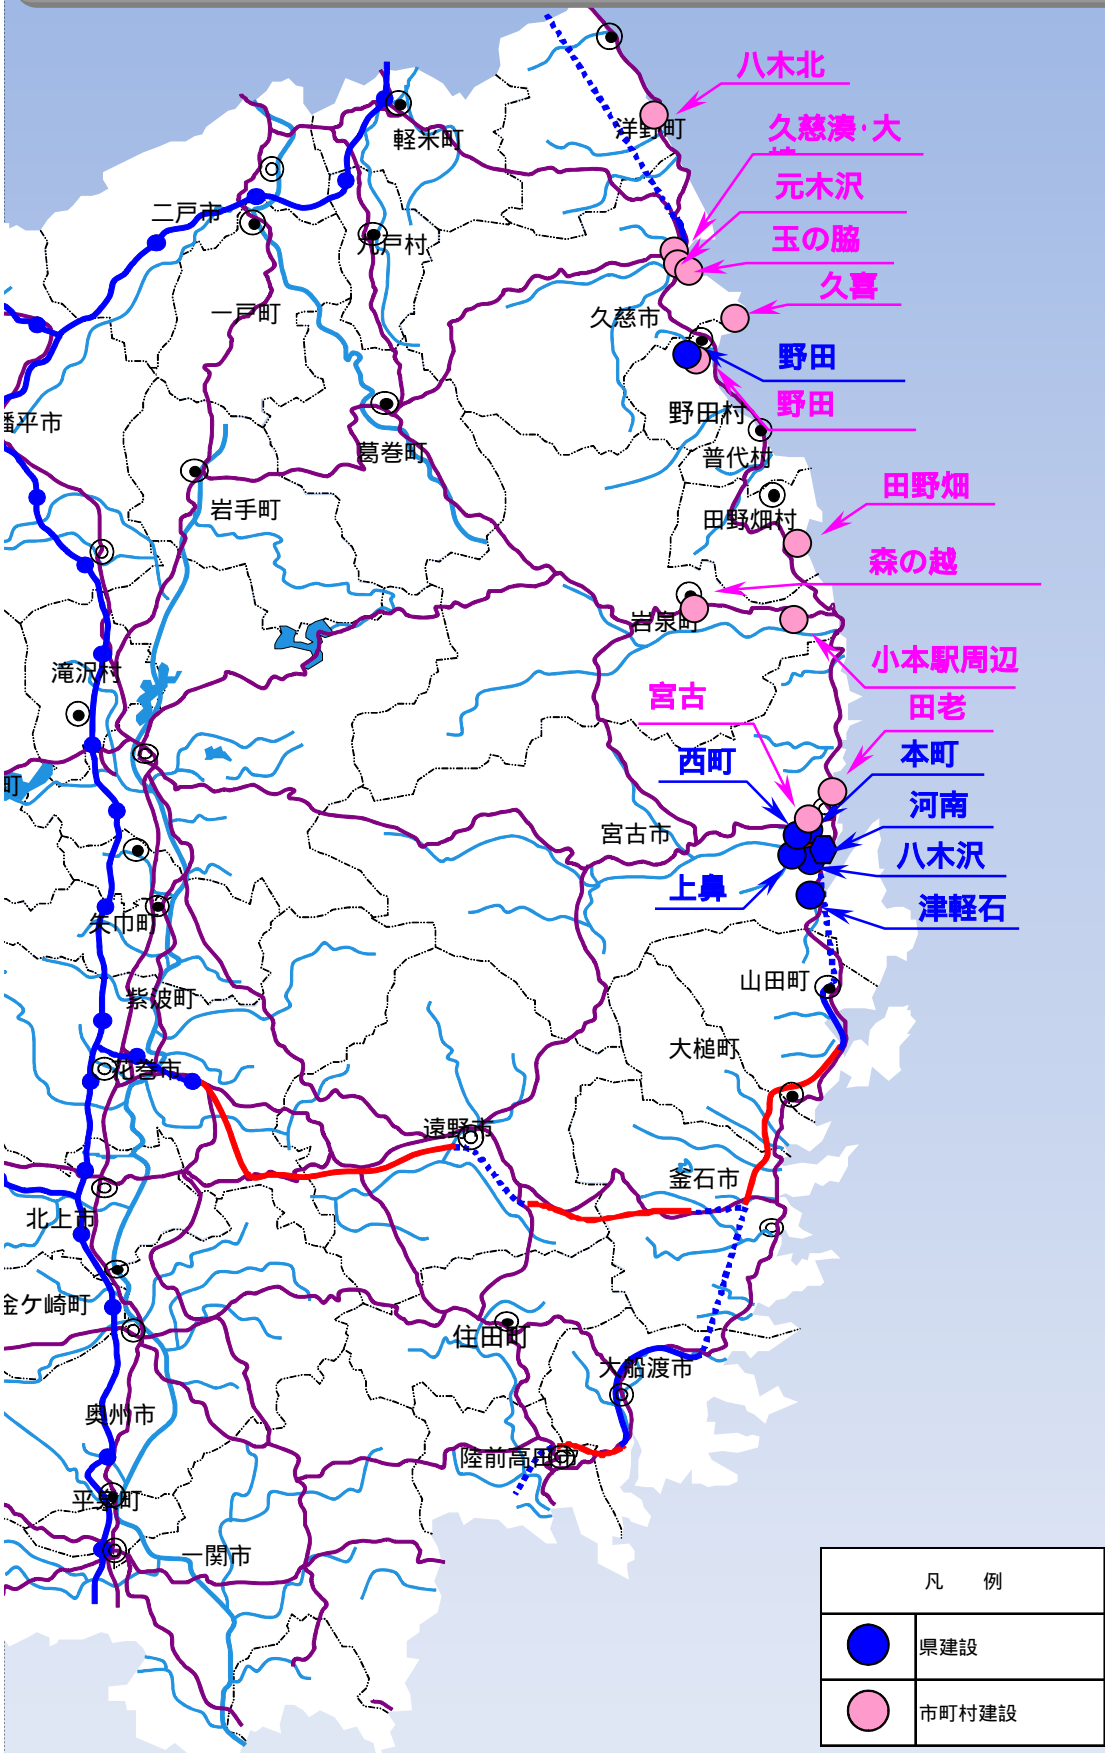 八木北
洋野町
軽米町
久慈湊・大
元木沢
二戸市
玉の脇
九戸村
久喜
一戸町
久慈市
野田
野田
野田村
幡平市
葛巻町
普代村
田野畑
岩手町
田野畑村
森の越
岩泉町
小本駅周辺
滝沢村
宮古
田老
西町
本町
町
河南
宮古市
八木沢
上鼻
津軽石
矢巾町
山田町
紫波町
大槌町
花巻市
遠野市
釜石市
北上市
金ケ崎町
住田町
大船渡市
奥州市
陸前高田市
平泉町
一関市
凡 例
県建設
市町村建設